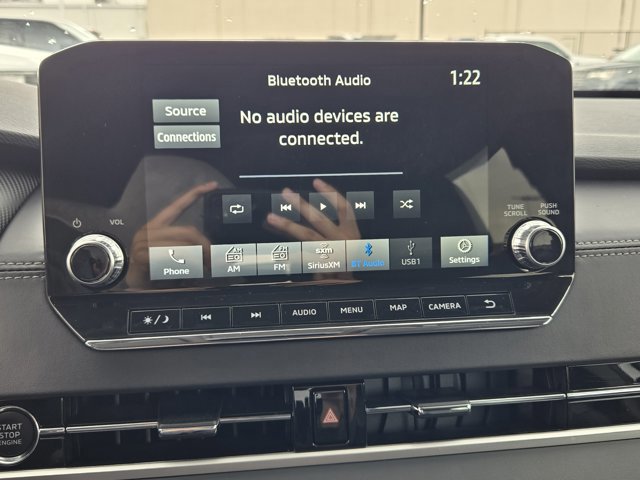 Bluetooth Audio
1:22
Source
No audio devices are
Connections
connected.
VOL
TUNE
SCROLL
PUSH
SOUND
Phone
AM
FM
sxm
SiriusXM
BT Audio
USB1
Settings
AUDIO
MENU
MAP
CAMERA
START
STOP
ENGINE